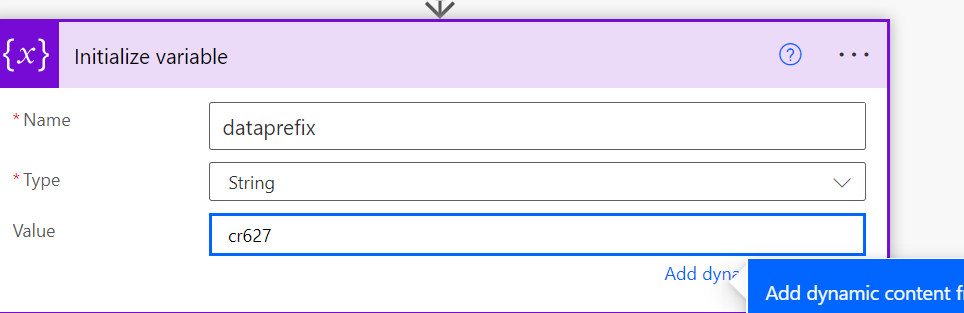 {x} Initialize variable ? ...
* Name dataprefix
* Type String
Value cr627
Add dyna
Add dynamic content f